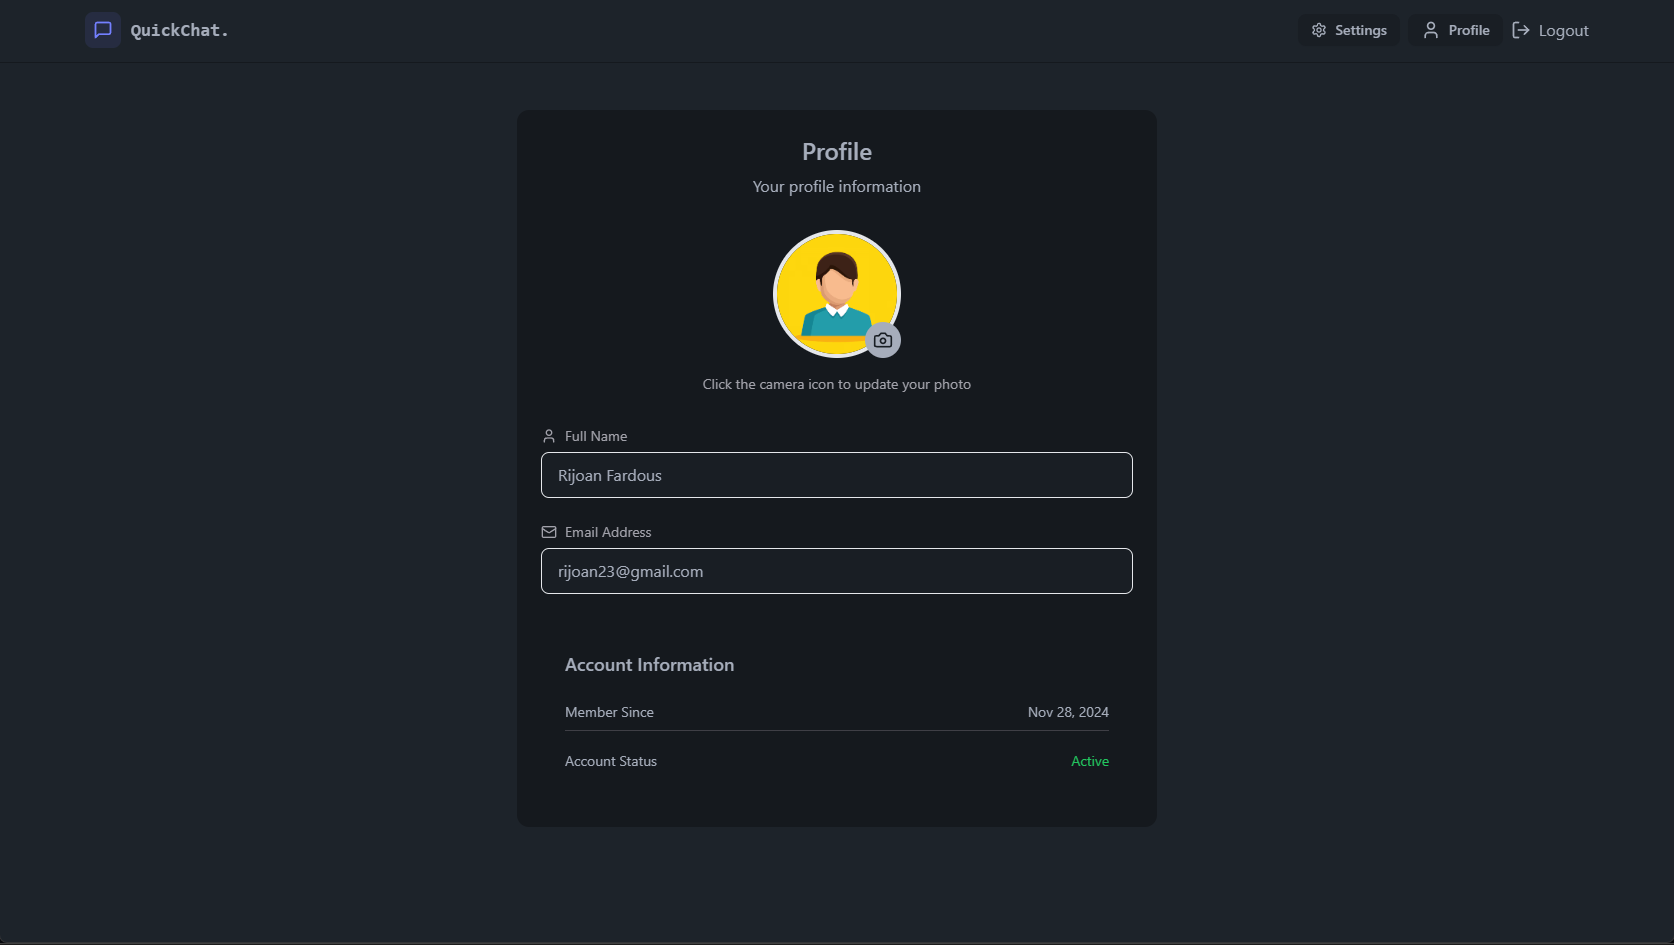 QuickChat.
Settings
Profile
Logout
Profile
Your profile information
Click the camera icon to update your photo
Full Name
Rijoan Fardous
Email Address
rijoan23@gmail.com
Account Information
Member Since Nov 28, 2024
Account Status Active